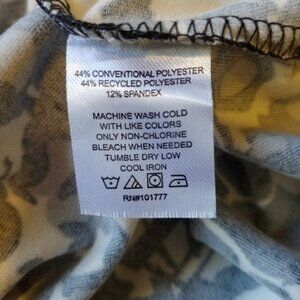 44% CONVENTIONAL POLYESTER
44% RECYCLED POLYESTER
12% SPANDEX
MACHINE WASH COLD
WITH LIKE COLORS
ONLY NON-CHLORINE
BLEACH WHEN NEEDED
TUMBLE DRY LOW
COOL IRON
RN#101777